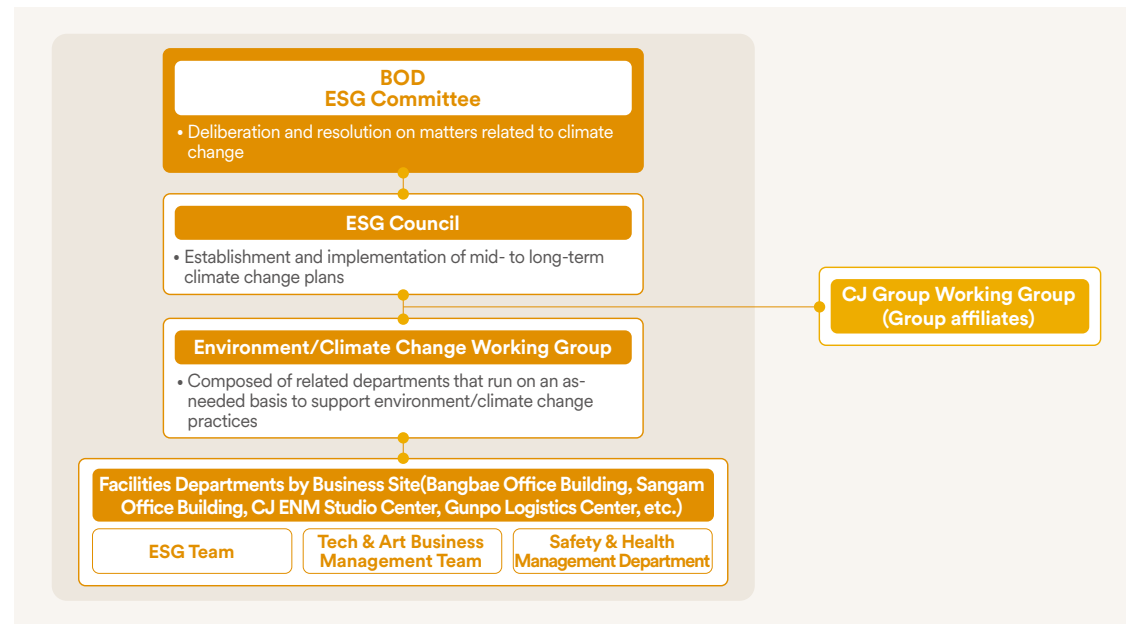 BOD
ESG Committee
• Deliberation and resolution on matters related to climate
change
ESG Council
• Establishment and implementation of mid- to long-term
climate change plans
CJ Group Working Group
(Group affiliates)
Environment/Climate Change Working Group
• Composed of related departments that run on an as-
needed basis to support environment/climate change
practices
Facilities Departments by Business Site(Bangbae Office Building, Sangam
Office Building, CJ ENM Studio Center, Gunpo Logistics Center, etc.)
ESG Team
Tech & Art Business
Management Team
Safety & Health
Management Department